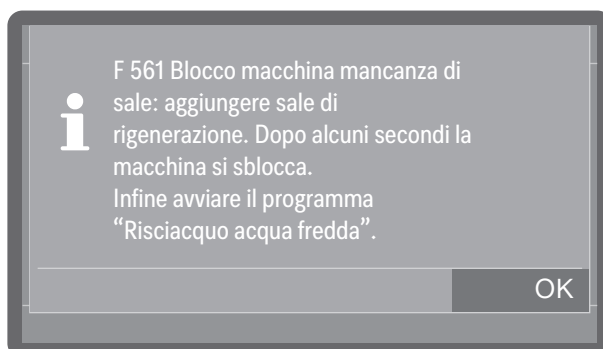 F 561 Blocco macchina mancanza di
sale: aggiungere sale di
rigenerazione. Dopo alcuni secondi la
macchina si sblocca.
Infine avviare il programma
“Risciacquo acqua fredda”.
OK